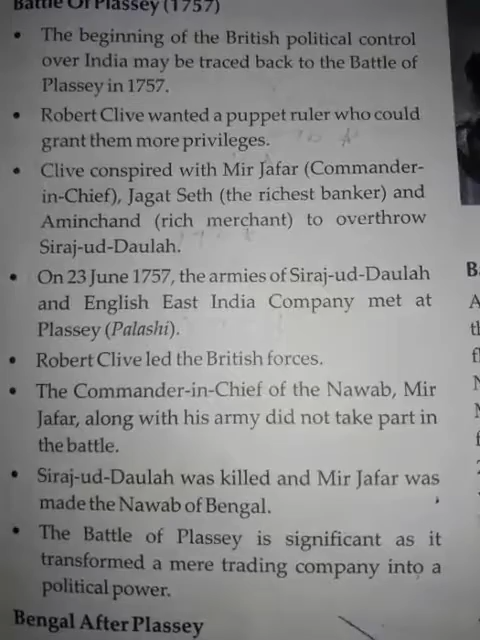 Battle Of Plassey (1757)
• The beginning of the British political control
over India may be traced back to the Battle of
Plassey in 1757.
• Robert Clive wanted a puppet ruler who could
grant them more privileges.
• Clive conspired with Mir Jafar (Commander-
in-Chief), Jagat Seth (the richest banker) and
Aminchand (rich merchant) to overthrow
Siraj-ud-Daulah.
• On 23 June 1757, the armies of Siraj-ud-Daulah
and English East India Company met at
Plassey (Palashi).
• Robert Clive led the British forces.
• The Commander-in-Chief of the Nawab, Mir
Jafar, along with his army did not take part in
the battle.
• Siraj-ud-Daulah was killed and Mir Jafar was
made the Nawab of Bengal.
• The Battle of Plassey is significant as it
transformed a mere trading company into a
political power.
Bengal After Plassey